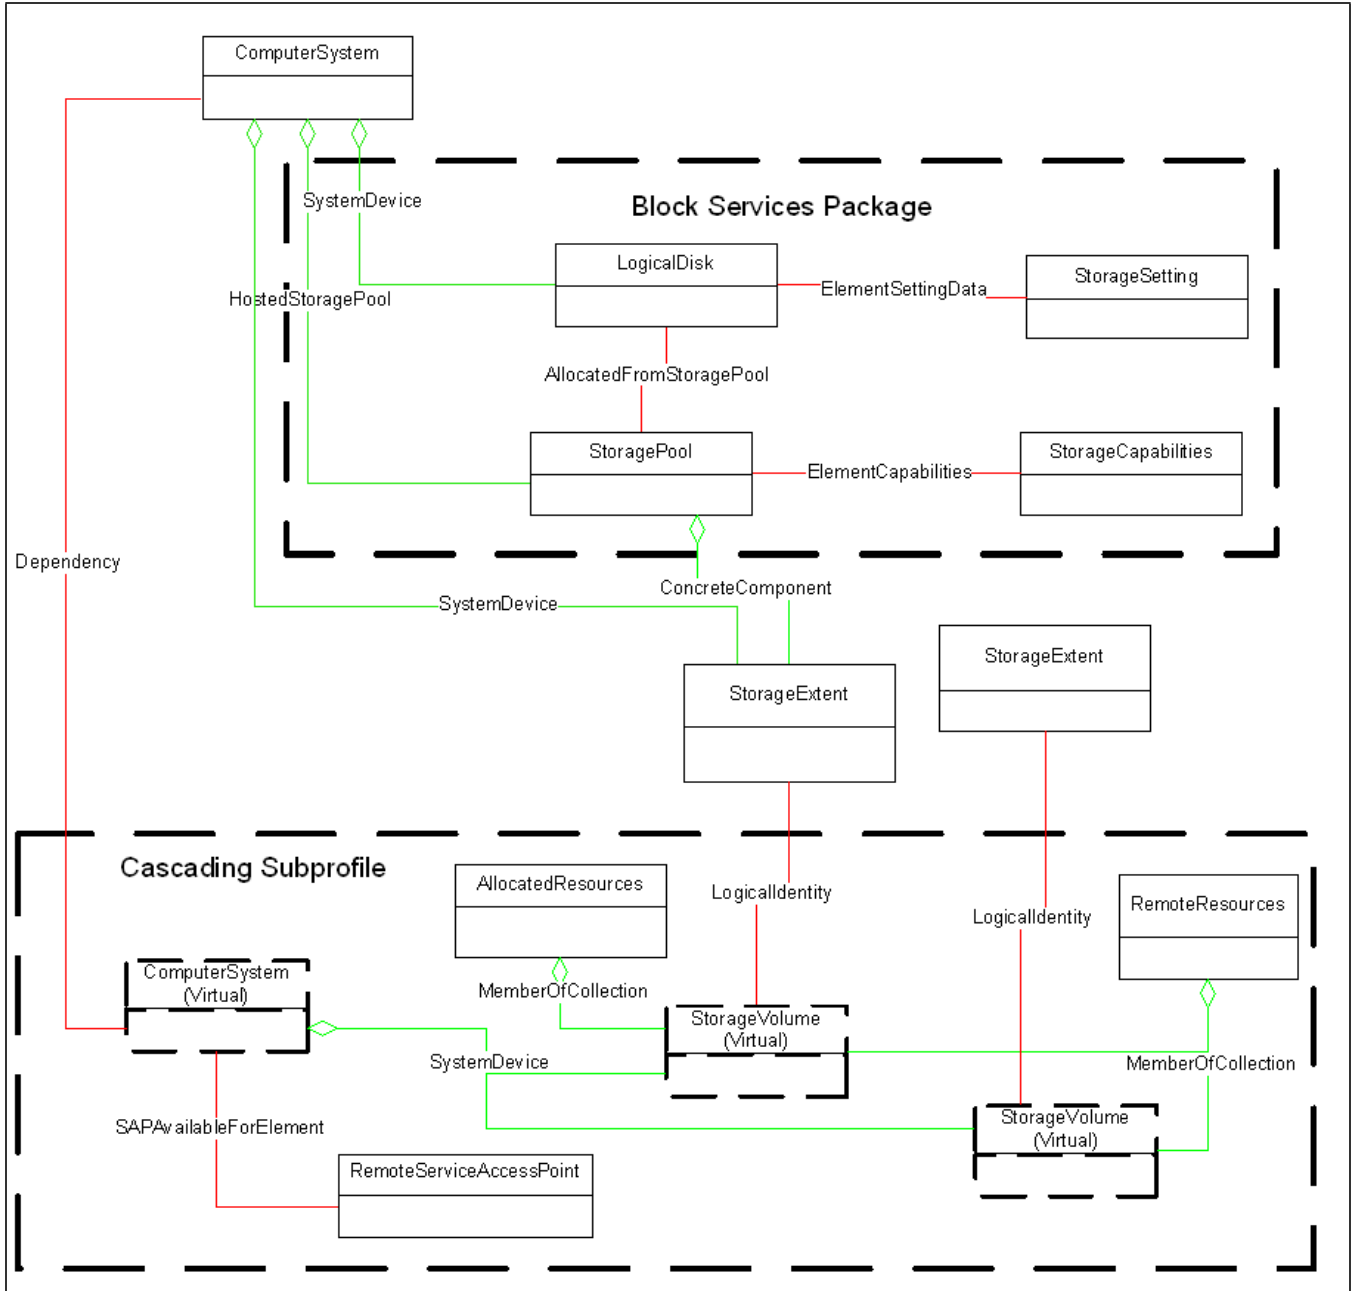 ComputerSystem
SystemDevice
Block Services Package
LogicalDisk
StorageSetting
ElementSettingData
HostedStoragePool
AllocatedFromStoragePool
StoragePool
StorageCapabilities
ElementCapabilities
Dependency
ConcreteComponent
SystemDevice
StorageExtent
StorageExtent
Cascading Subprofile
AllocatedResources
LogicalIdentity
RemoteResources
LogicalIdentity
ComputerSystem
(Virtual)
MemberOfCollection
StorageVolume
(Virtual)
SystemDevice
MemberOfCollection
StorageVolume
(Virtual)
SAPAvailableForElement
RemoteServiceAccessPoint